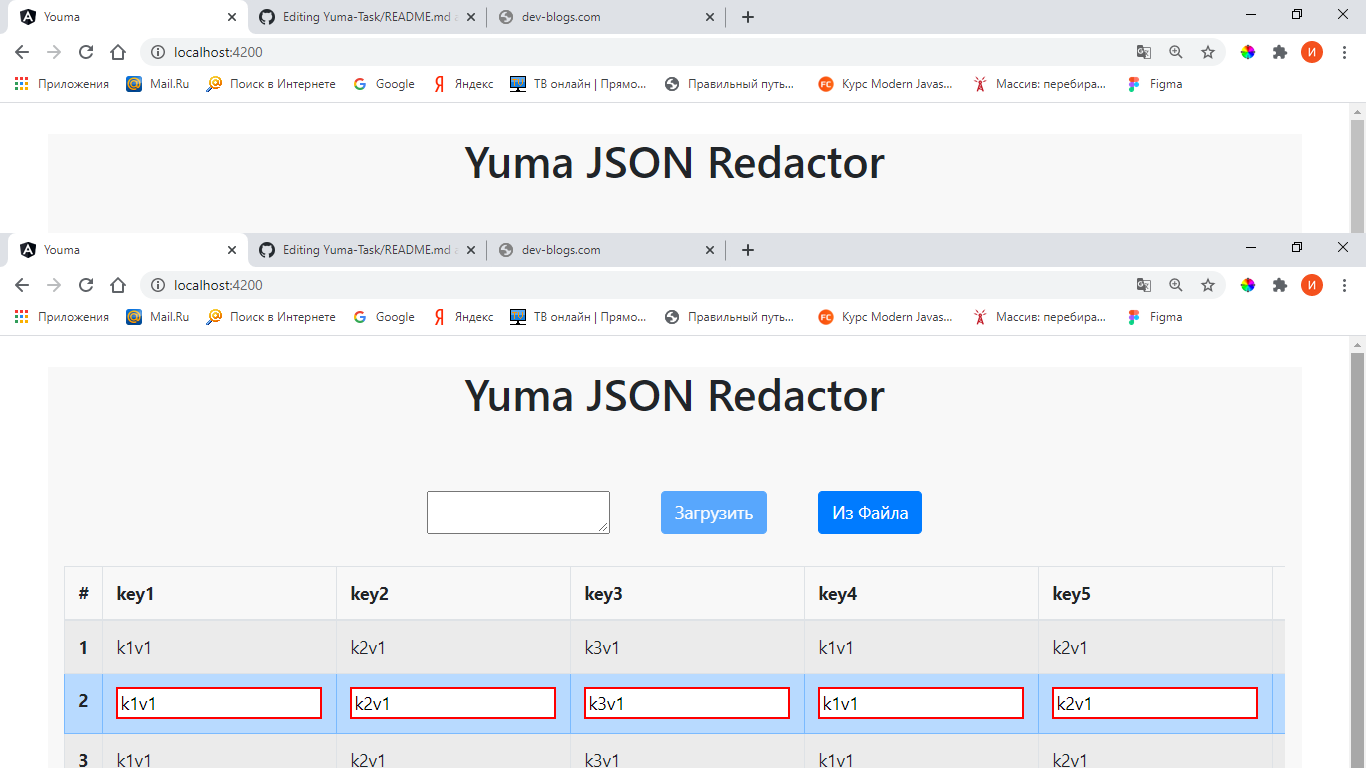 Youma Editing Yuma-Task/README.md a dev-blogs.com
localhost:4200 И
Приложения Mail.Ru Поиск в Интернете Google Яндекс ТВ онлайн | Прямо... Правильный путь... FC Курс Modern Javas... Массив: перебира... Figma
Yuma JSON Redactor
Youma Editing Yuma-Task/README.md a dev-blogs.com
localhost:4200 И
Приложения Mail.Ru Поиск в Интернете Google Яндекс ТВ онлайн | Прямо... Правильный путь... FC Курс Modern Javas... Массив: перебира... Figma
Yuma JSON Redactor
Загрузить Из Файла
# key1 key2 key3 key4 key5
1 k1v1 k2v1 k3v1 k1v1 k2v1
2 k1v1 k2v1 k3v1 k1v1 k2v1
3 k1v1 k2v1 k3v1 k1v1 k2v1